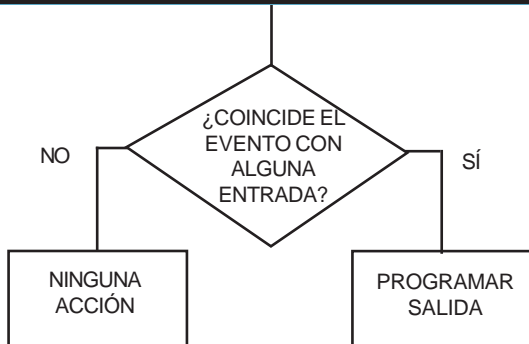 ¿COINCIDE EL
EVENTO CON
ALGUNA
ENTRADA?
NO
SÍ
NINGUNA
ACCIÓN
PROGRAMAR
SALIDA